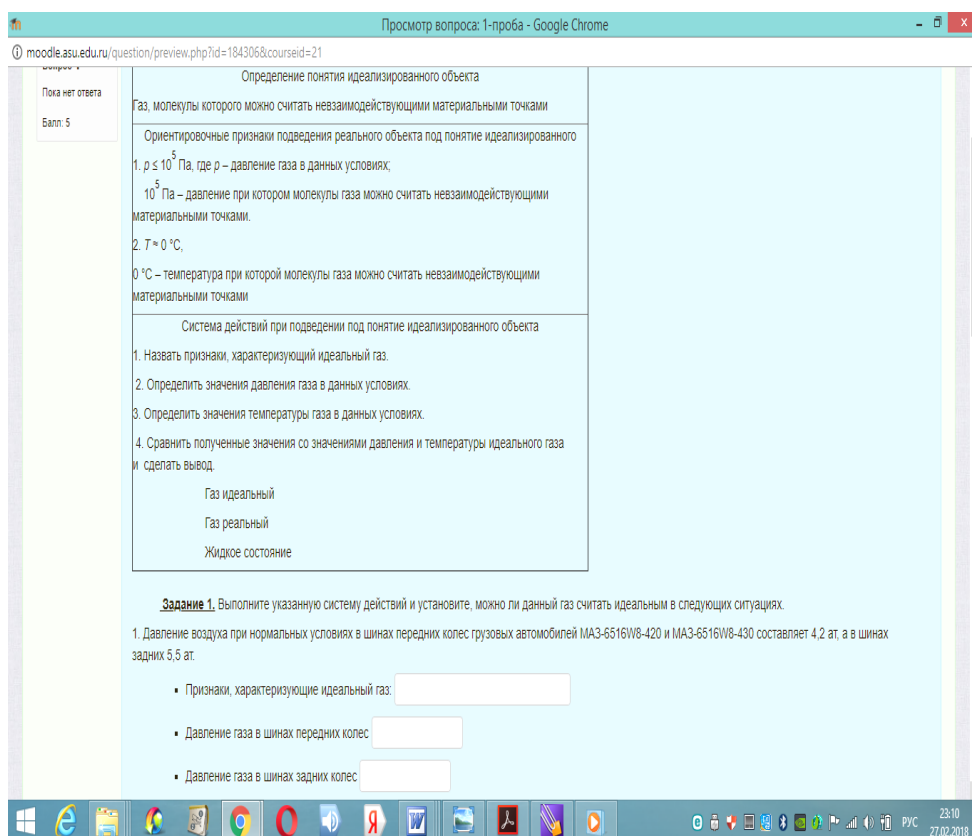 Просмотр вопроса: 1-проба - Google Chrome
moodle.asu.edu.ru/question/preview.php?id=184306&courseid=21
Пока нет ответа
Балл: 5
Определение понятия идеализированного объекта
Газ, молекулы которого можно считать невзаимодействующими материальными точками
Ориентировочные признаки подведения реального объекта под понятие идеализированного
1. p ≤ 10⁵ Па, где p – давление газа в данных условиях;
10⁵ Па – давление при котором молекулы газа можно считать невзаимодействующими
материальными точками.
2. T ≈ 0 °C,
0 °C – температура при которой молекулы газа можно считать невзаимодействующими
материальными точками
Система действий при подведении под понятие идеализированного объекта
1. Назвать признаки, характеризующий идеальный газ.
2. Определить значения давления газа в данных условиях.
3. Определить значения температуры газа в данных условиях.
4. Сравнить полученные значения со значениями давления и температуры идеального газа
и сделать вывод.
Газ идеальный
Газ реальный
Жидкое состояние
Задание 1. Выполните указанную систему действий и установите, можно ли данный газ считать идеальным в следующих ситуациях.
1. Давление воздуха при нормальных условиях в шинах передних колес грузовых автомобилей МАЗ-6516W8-420 и МАЗ-6516W8-430 составляет 4,2 ат, а в шинах
задних 5,5 ат.
▪ Признаки, характеризующие идеальный газ:
▪ Давление газа в шинах передних колес
▪ Давление газа в шинах задних колес
РУС
23:10
27.02.2018